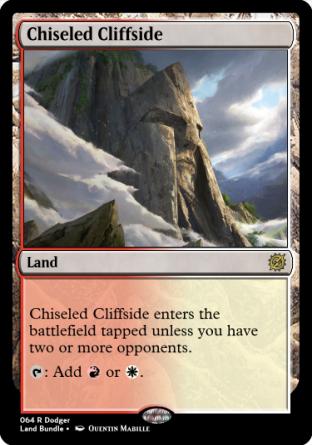 Chiseled Cliffside
Land
Chiseled Cliffside enters the
battlefield tapped unless you have
two or more opponents.
: Add or .
064 R Dodger
Land Bundle • Quentin Mabille